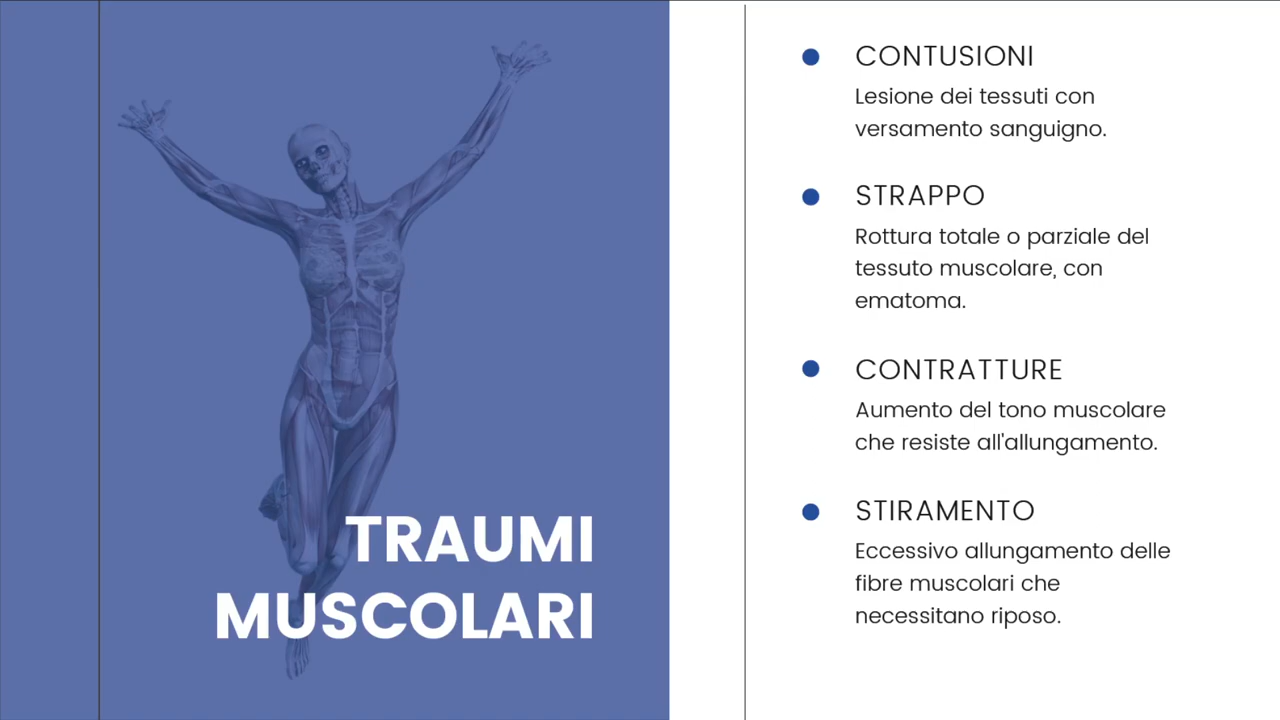 TRAUMI
MUSCOLARI
CONTUSIONI
Lesione dei tessuti con
versamento sanguigno.
STRAPPO
Rottura totale o parziale del
tessuto muscolare, con
ematoma.
CONTRATTURE
Aumento del tono muscolare
che resiste all'allungamento.
STIRAMENTO
Eccessivo allungamento delle
fibre muscolari che
necessitano riposo.